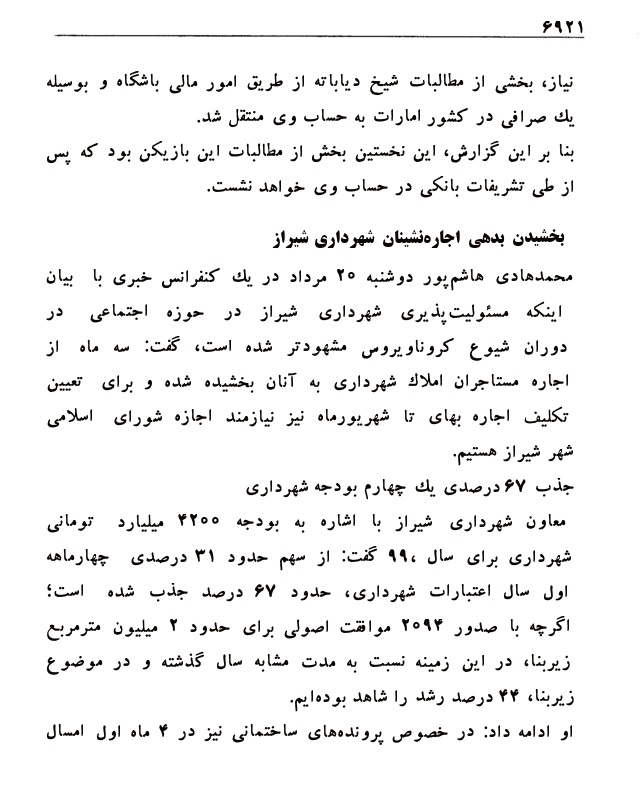 ۶۹۲۱
نیاز، بخشی از مطالبات شیخ دیاباته از طریق امور مالی باشگاه و بوسیله
یك صرافی در کشور امارات به حساب وی منتقل شد.
بنا بر این گزارش، این نخستین بخش از مطالبات این بازیکن بود که پس
از طی تشریفات بانکی در حساب وی خواهد نشست.
بخشیدن بدهی اجاره‌نشینان شهرداری شیراز
محمدهادی هاشم‌پور دوشنبه ۲۰ مرداد در یك کنفرانس خبری با بیان
اینکه مسئولیت‌پذیری شهرداری شیراز در حوزه اجتماعی در
دوران شیوع کروناویروس مشهودتر شده است، گفت: سه ماه از
اجاره مستاجران املاك شهرداری به آنان بخشیده شده و برای تعیین
تکلیف اجاره بهای تا شهریورماه نیز نیازمند اجازه شورای اسلامی
شهر شیراز هستیم.
جذب ۶۷ درصدی یك چهارم بودجه شهرداری
معاون شهرداری شیراز با اشاره به بودجه ۴۲۰۰ میلیارد تومانی
شهرداری برای سال ۹۹، گفت: از سهم حدود ۳۱ درصدی چهارماهه
اول سال اعتبارات شهرداری، حدود ۶۷ درصد جذب شده است؛
اگرچه با صدور ۲۰۹۴ موافقت اصولی برای حدود ۲ میلیون مترمربع
زیربنا، در این زمینه نسبت به مدت مشابه سال گذشته و در موضوع
زیربنا، ۴۴ درصد رشد را شاهد بوده‌ایم.
او ادامه داد: در خصوص پرونده‌های ساختمانی نیز در ۴ ماه اول امسال